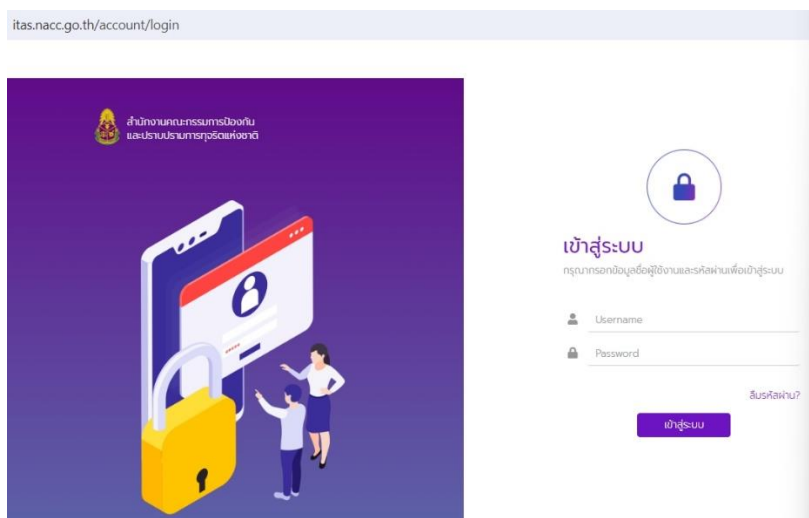 itas.nacc.go.th/account/login
สำนักงานคณะกรรมการป้องกัน
และปราบปรามการทุจริตแห่งชาติ
เข้าสู่ระบบ
กรุณากรอกข้อมูลชื่อผู้ใช้งานและรหัสผ่านเพื่อเข้าสู่ระบบ
Username
Password
ลืมรหัสผ่าน?
เข้าสู่ระบบ